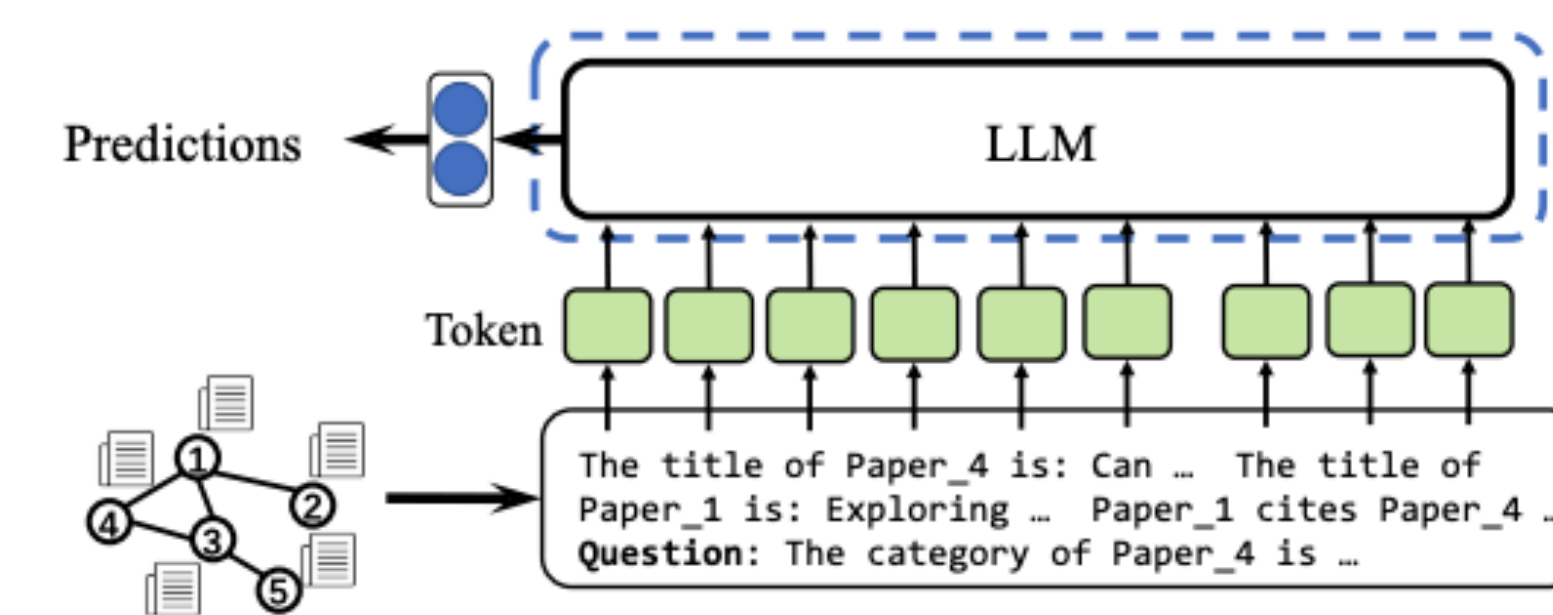 Predictions
LLM
Token
1
2
4
3
5
The title of Paper_4 is: Can …  The title of
Paper_1 is: Exploring …  Paper_1 cites Paper_4 …
Question: The category of Paper_4 is …